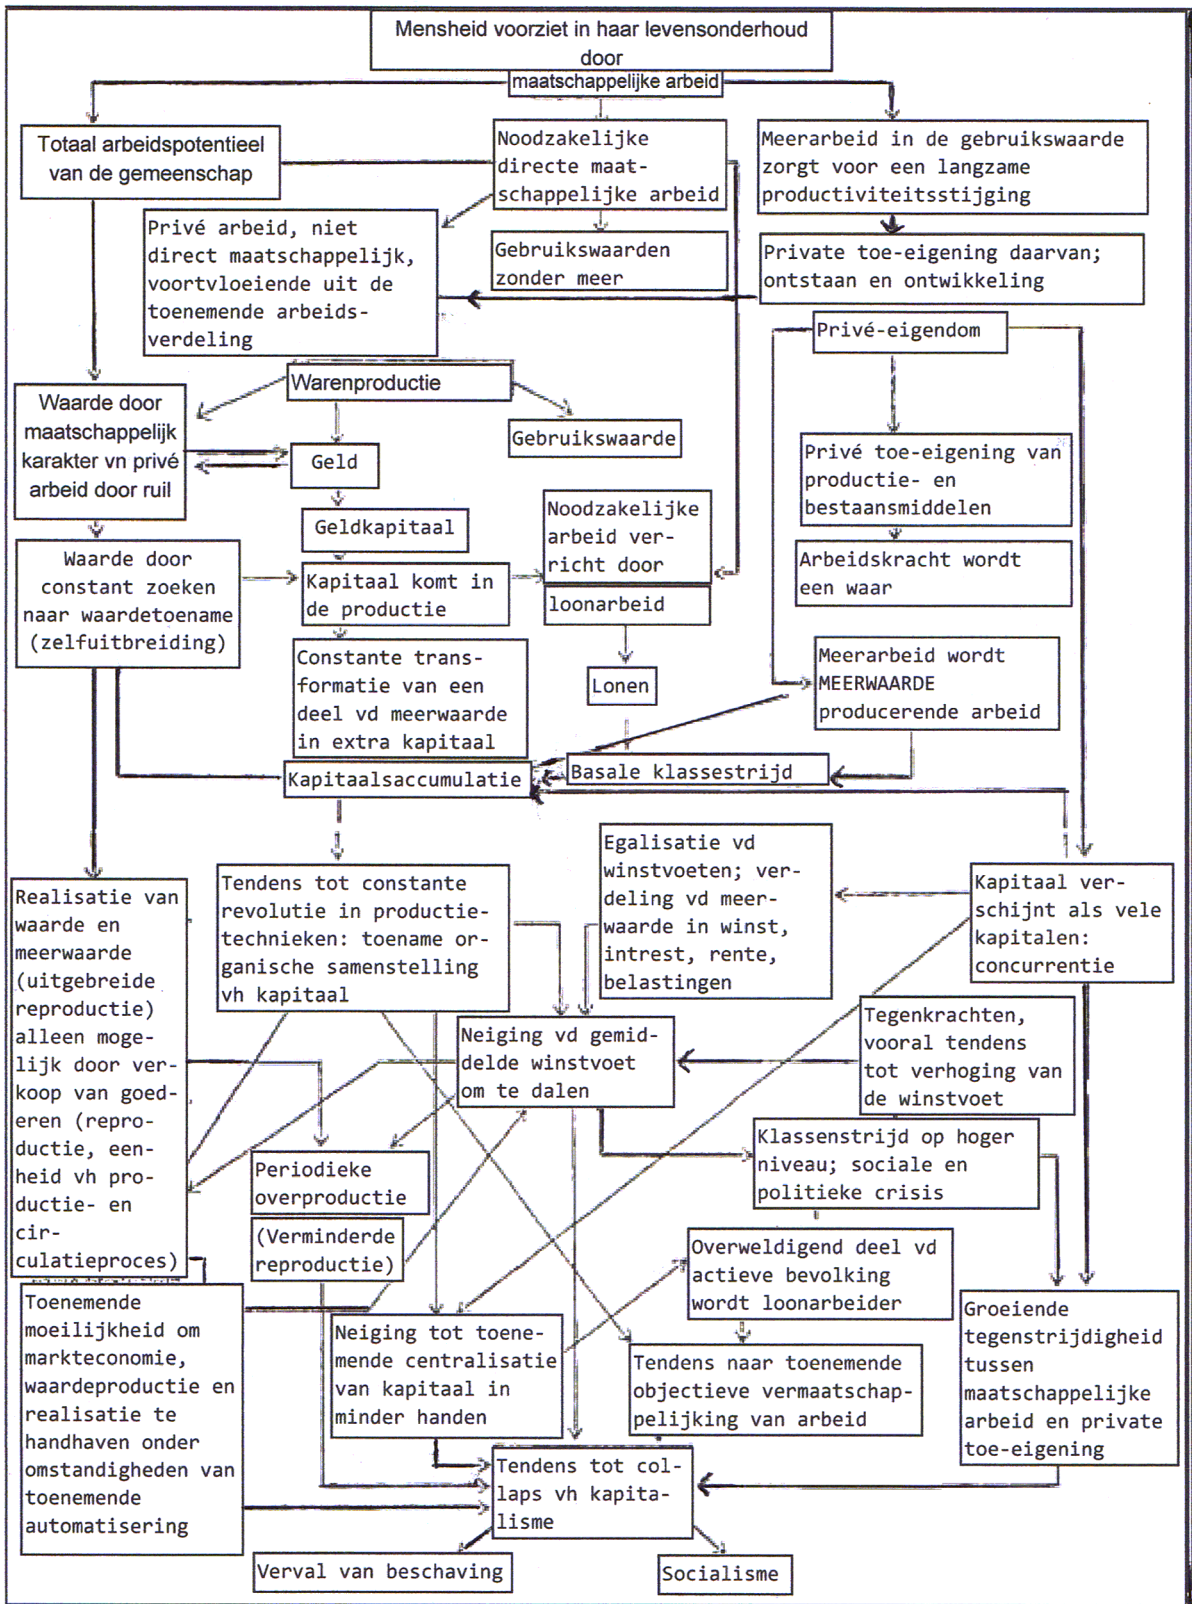 Mensheid voorziet in haar levensonderhoud
door
maatschappelijke arbeid
Totaal arbeidspotentieel
van de gemeenschap
Noodzakelijke
directe maat-
schappelijke arbeid
Meerarbeid in de gebruikswaarde
zorgt voor een langzame
productiviteitsstijging
Privé arbeid, niet
direct maatschappelijk,
voortvloeiende uit de
toenemende arbeids-
verdeling
Gebruikswaarden
zonder meer
Private toe-eigening daarvan;
ontstaan en ontwikkeling
Privé-eigendom
Warenproductie
Waarde door
maatschappelijk
karakter vn privé
arbeid door ruil
Gebruikswaarde
Geld
Privé toe-eigening van
productie- en
bestaansmiddelen
Geldkapitaal
Noodzakelijke
arbeid ver-
richt door
loonarbeid
Waarde door
constant zoeken
naar waardetoename
(zelfuitbreiding)
Kapitaal komt in
de productie
Arbeidskracht wordt
een waar
Constante trans-
formatie van een
deel vd meerwaarde
in extra kapitaal
Lonen
Meerarbeid wordt
MEERWAARDE
producerende arbeid
Kapitaalsaccumulatie
Basale klassestrijd
Realisatie van
waarde en
meerwaarde
(uitgebreide
reproductie)
alleen moge-
lijk door ver-
koop van goed-
eren (repro-
ductie, een-
heid vh pro-
ductie- en
cir-
culatieproces)
Tendens tot constante
revolutie in productie-
technieken: toename or-
ganische samenstelling
vh kapitaal
Egalisatie vd
winstvoeten; ver-
deling vd meer-
waarde in winst,
intrest, rente,
belastingen
Kapitaal ver-
schijnt als vele
kapitalen:
concurrentie
Neiging vd gemid-
delde winstvoet
om te dalen
Tegenkrachten,
vooral tendens
tot verhoging van
de winstvoet
Klassenstrijd op hoger
niveau; sociale en
politieke crisis
Periodieke
overproductie
(Verminderde
reproductie)
Overweldigend deel vd
actieve bevolking
wordt loonarbeider
Toenemende
moeilijkheid om
markteconomie,
waardeproductie en
realisatie te
handhaven onder
omstandigheden van
toenemende
automatisering
Neiging tot toene-
mende centralisatie
van kapitaal in
minder handen
Tendens naar toenemende
objectieve vermaatschap-
pelijking van arbeid
Groeiende
tegenstrijdigheid
tussen
maatschappelijke
arbeid en private
toe-eigening
Tendens tot col-
laps vh kapita-
lisme
Verval van beschaving
Socialisme